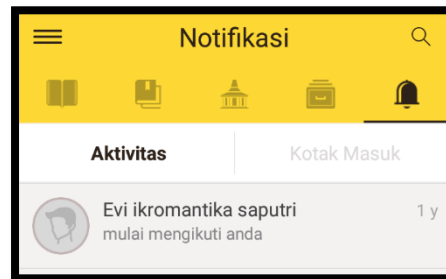 Notifikasi
Aktivitas
Kotak Masuk
Evi ikromantika saputri
1 y
mulai mengikuti anda